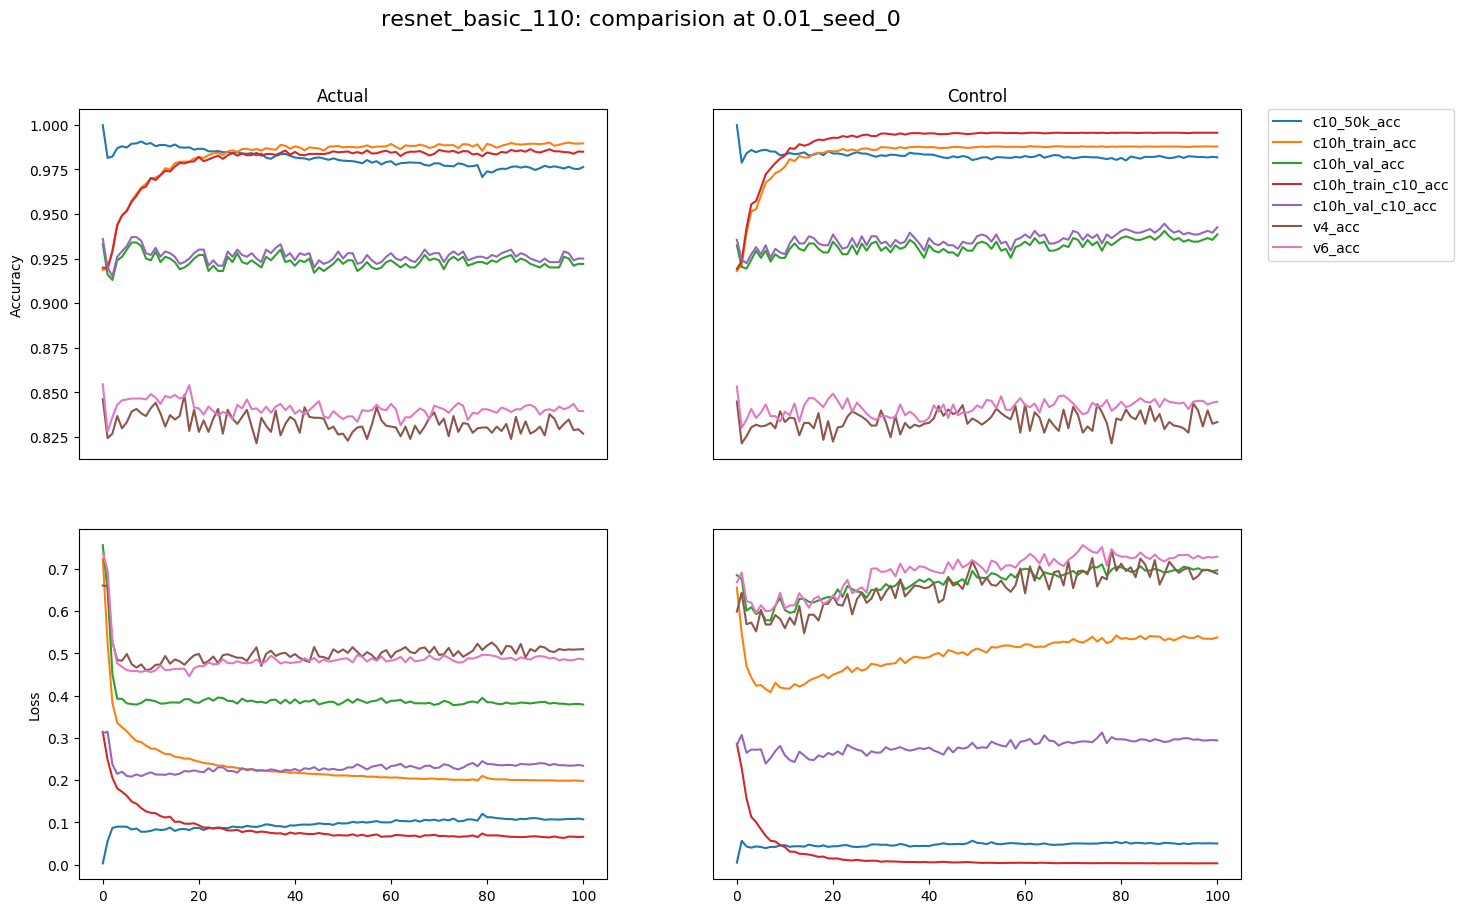 resnet_basic_110: comparision at 0.01_seed_0
Actual
Control
Accuracy
1.000
0.975
0.950
0.925
0.900
0.875
0.850
0.825
c10_50k_acc
c10h_train_acc
c10h_val_acc
c10h_train_c10_acc
c10h_val_c10_acc
v4_acc
v6_acc
Loss
0.7
0.6
0.5
0.4
0.3
0.2
0.1
0.0
0 20 40 60 80 100
0 20 40 60 80 100